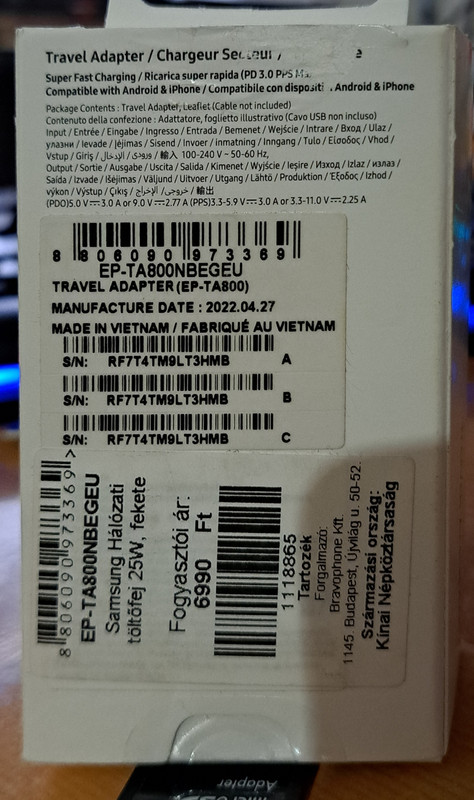 Travel Adapter / Chargeur Secteur /
Super Fast Charging / Ricarica super rapida (PD 3.0 PPS
Compatible with Android & iPhone / Compatibile con dispositi . Android & iPhone
Package Contents : Travel Adapter, Leaflet (Cable not included)
Contenuto della confezione : Adattatore, foglietto illustrativo (Cavo USB non incluso)
Input / Entrée / Eingabe / Ingresso / Entrada / Bemenet / Wejście / Intrare / Вход / Ulaz /
улазни / Ievade / Įėjimas / Sisend / Invoer / inmatning / Inngang / Tulo / Είσοδος / Vhod /
Vstup / Giriş / ورودی / الإدخال / 輸入 100-240 V ~ 50-60 Hz,
Output / Sortie / Ausgabe / Uscita / Salida / Kimenet / Wyjście / Ieșire / Изход / Izlaz / излаз /
Saída / Izvade / Išėjimas / Väljund / Uitvoer / Utgang / Lähtö / Produktion / Έξοδος / Izhod /
výkon / Výstup / Çıkış / خروجی / الإخراج / 輸出
(PDO)5.0 V⎓3.0 A or 9.0 V⎓2.77 A (PPS)3.3-5.9 V⎓3.0 A or 3.3-11.0 V⎓2.25 A
8 806090 973369
EP-TA800NBEGEU
TRAVEL ADAPTER (EP-TA800)
MANUFACTURE DATE : 2022.04.27
MADE IN VIETNAM / FABRIQUÉ AU VIETNAM
S/N: RF7T4TM9LT3HMB A
S/N: RF7T4TM9LT3HMB B
S/N: RF7T4TM9LT3HMB C
8 806090 973369 >
EP-TA800NBEGEU
Samsung Hálózati
töltőfej 25W, fekete
Fogyasztói ár:
6990 Ft
1118865
Tartozék
Forgalmazó:
Bravophone Kft.
1145. Budapest, Újvilág u. 50-52.
Származási ország:
Kínai Népköztársaság
Adapter